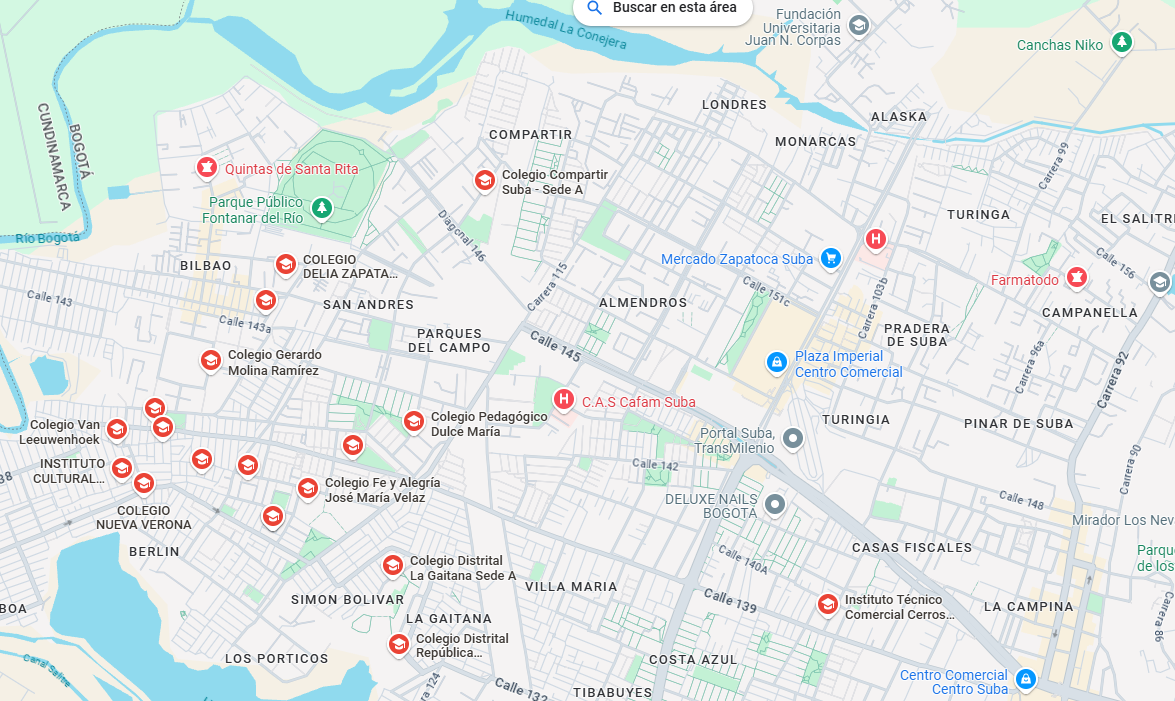 Buscar en esta área
Humedal La Conejera
Fundación
Universitaria
Juan N. Corpas
Canchas Niko
LONDRES
ALASKA
COMPARTIR
MONARCAS
CUNDINAMARCA
BOGOTÁ
Carrera 99
Quintas de Santa Rita
Colegio Compartir
Suba - Sede A
Parque Público
Fontanar del Río
Diagonal 146
TURINGA
EL SALITR
Río Bogotá
BILBAO
COLEGIO
DELIA ZAPATA...
Mercado Zapatoca Suba
Calle 156
Farmatodo
Calle 143
SAN ANDRES
Carrera 115
ALMENDROS
Calle 151c
Carrera 103b
CAMPANELLA
Calle 143a
PARQUES
DEL CAMPO
Calle 145
PRADERA
DE SUBA
Colegio Gerardo
Molina Ramírez
Plaza Imperial
Centro Comercial
Carrera 96a
Carrera 92
C.A.S Cafam Suba
Colegio Pedagógico
Dulce María
Colegio Van
Leeuwenhoek
TURINGIA
PINAR DE SUBA
Portal Suba,
TransMilenio
INSTITUTO
CULTURAL...
38
Calle 142
Carrera 90
Colegio Fe y Alegría
José María Velaz
DELUXE NAILS
BOGOTA
Calle 148
COLEGIO
NUEVA VERONA
Mirador Los Nev
BERLIN
Calle 140A
CASAS FISCALES
Parqu
de los
Colegio Distrital
La Gaitana Sede A
VILLA MARIA
Calle 139
SIMON BOLIVAR
BOA
Instituto Técnico
Comercial Cerros...
LA CAMPINA
Carrera 86
LA GAITANA
Colegio Distrital
República...
LOS PORTICOS
COSTA AZUL
Canal Salitre
Centro Comercial
Centro Suba
ra 124
Calle 132
TIBABUYES